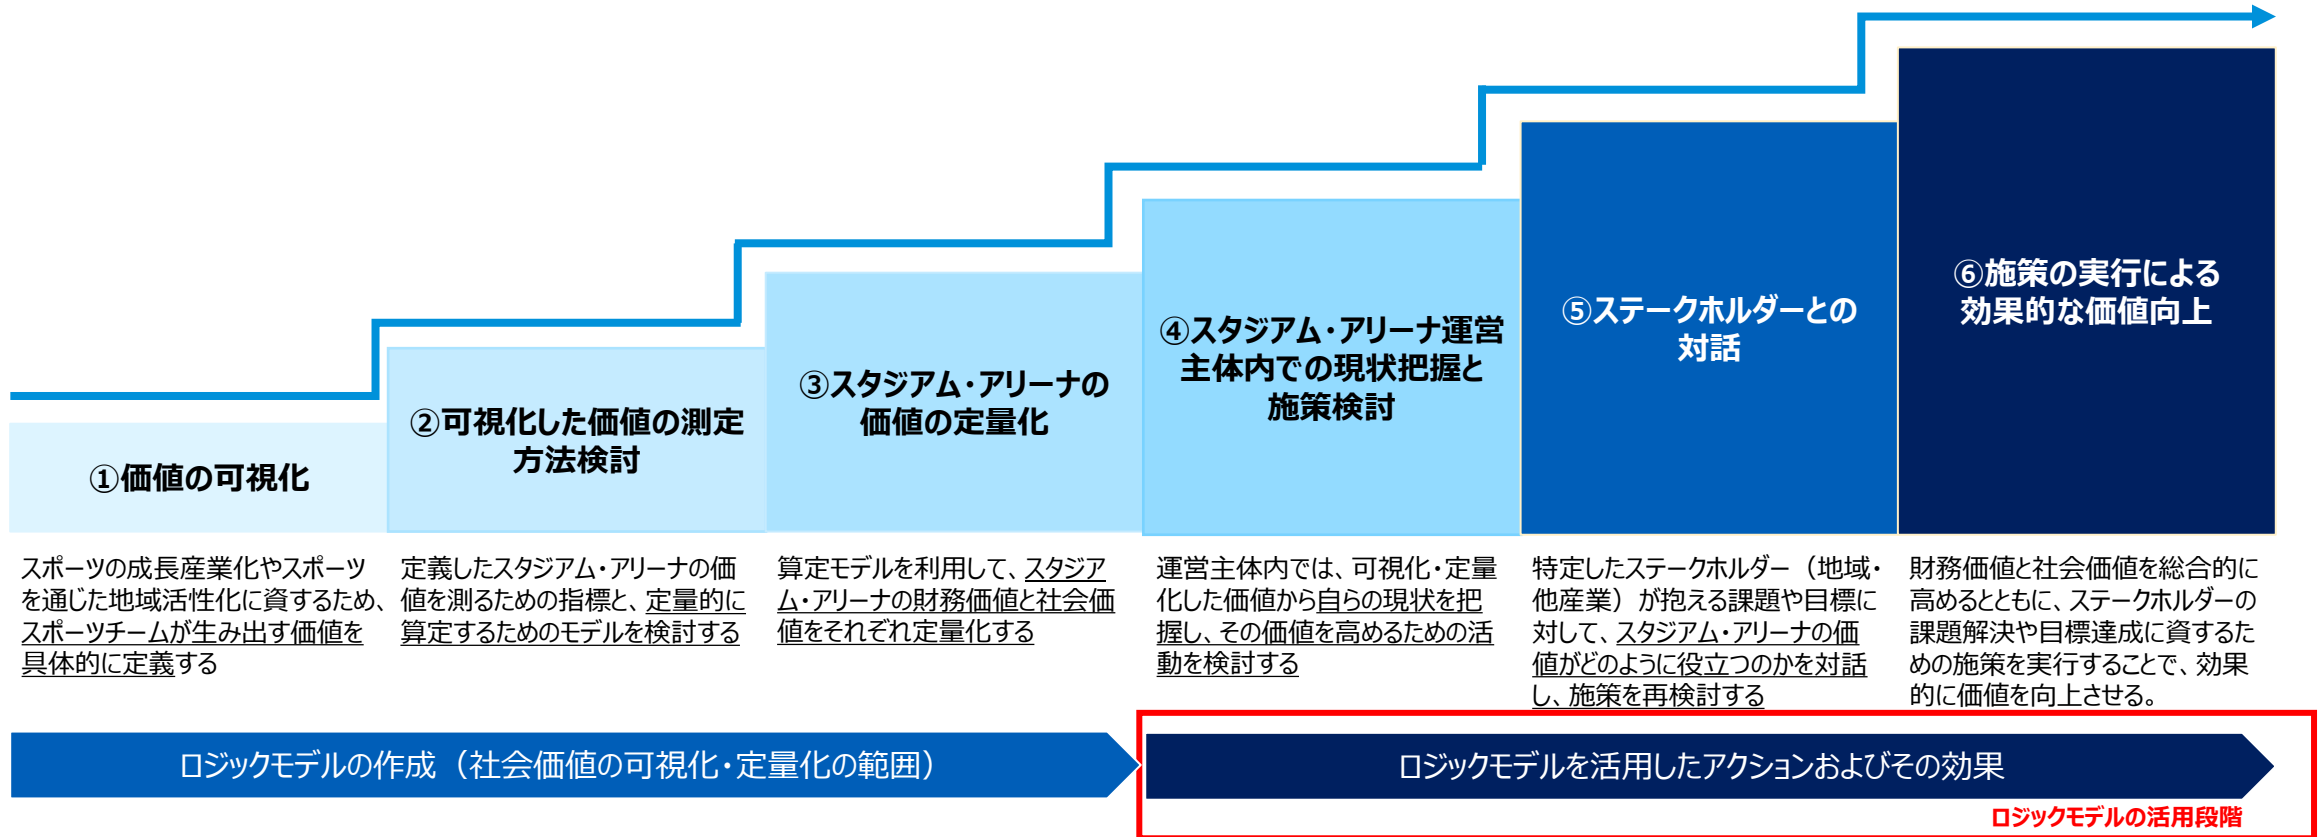 ①価値の可視化
②可視化した価値の測定
方法検討
③スタジアム・アリーナの
価値の定量化
④スタジアム・アリーナ運営
主体内での現状把握と
施策検討
⑤ステークホルダーとの
対話
⑥施策の実行による
効果的な価値向上
スポーツの成長産業化やスポーツ
を通じた地域活性化に資するため、
スポーツチームが生み出す価値を
具体的に定義する
定義したスタジアム・アリーナの価
値を測るための指標と、定量的に
算定するためのモデルを検討する
算定モデルを利用して、スタジア
ム・アリーナの財務価値と社会価
値をそれぞれ定量化する
運営主体内では、可視化・定量
化した価値から自らの現状を把
握し、その価値を高めるための活
動を検討する
特定したステークホルダー（地域・
他産業）が抱える課題や目標に
対して、スタジアム・アリーナの価
値がどのように役立つのかを対話
し、施策を再検討する
財務価値と社会価値を総合的に
高めるとともに、ステークホルダーの
課題解決や目標達成に資するた
めの施策を実行することで、効果
的に価値を向上させる。
ロジックモデルの作成（社会価値の可視化・定量化の範囲）
ロジックモデルを活用したアクションおよびその効果
ロジックモデルの活用段階